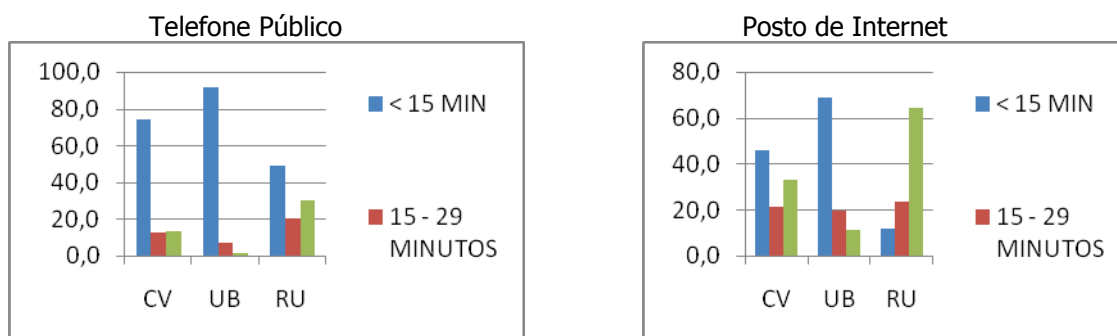 Telefone Público
100,0
80,0
60,0
40,0
20,0
0,0
CV UB RU
< 15 MIN
15 - 29
MINUTOS
Posto de Internet
80,0
60,0
40,0
20,0
0,0
CV UB RU
< 15 MIN
15 - 29
MINUTOS